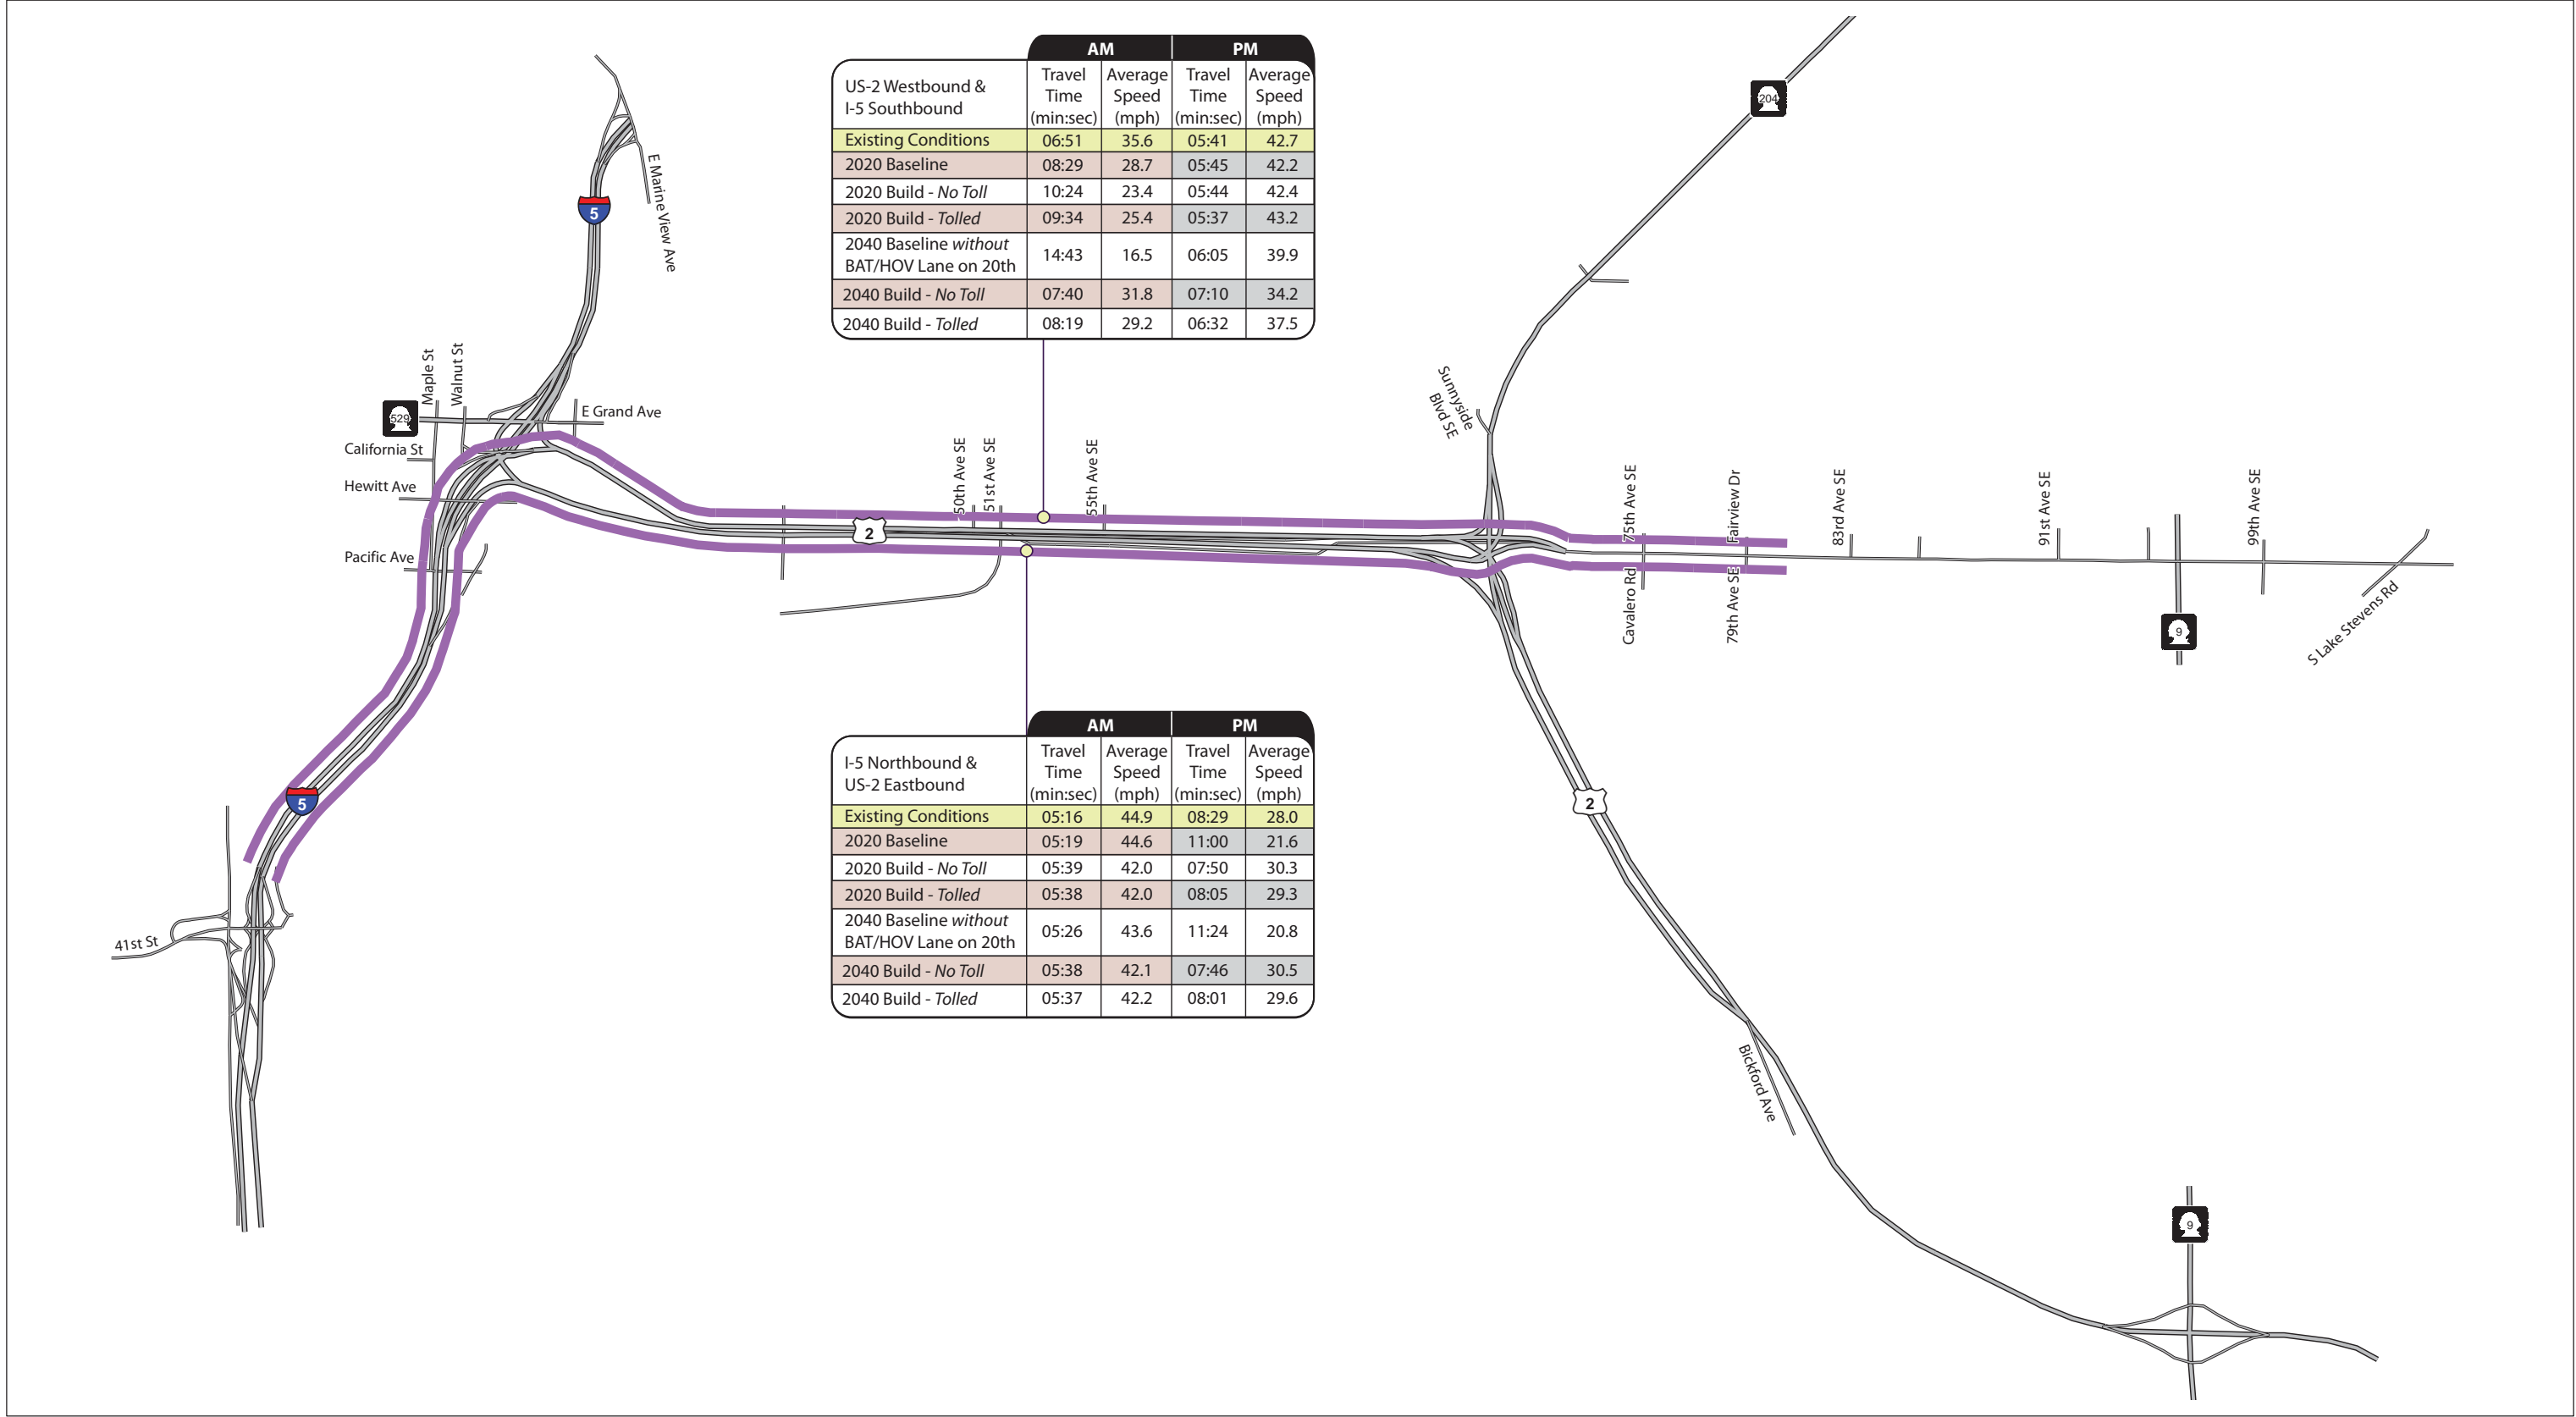 AM PM
US-2 Westbound &
I-5 Southbound
Travel Time (min:sec) Average Speed (mph) Travel Time (min:sec) Average Speed (mph)
Existing Conditions 06:51 35.6 05:41 42.7
2020 Baseline 08:29 28.7 05:45 42.2
2020 Build - No Toll 10:24 23.4 05:44 42.4
2020 Build - Tolled 09:34 25.4 05:37 43.2
2040 Baseline without
BAT/HOV Lane on 20th 14:43 16.5 06:05 39.9
2040 Build - No Toll 07:40 31.8 07:10 34.2
2040 Build - Tolled 08:19 29.2 06:32 37.5
204
E Marine View Ave
5
Maple St
Walnut St
529
E Grand Ave
California St
Hewitt Ave
Pacific Ave
2
50th Ave SE
51st Ave SE
55th Ave SE
Sunnyside
Blvd SE
75th Ave SE
Fairview Dr
83rd Ave SE
91st Ave SE
99th Ave SE
Cavalero Rd
79th Ave SE
9
S Lake Stevens Rd
5
41st St
AM PM
I-5 Northbound &
US-2 Eastbound
Travel Time (min:sec) Average Speed (mph) Travel Time (min:sec) Average Speed (mph)
Existing Conditions 05:16 44.9 08:29 28.0
2020 Baseline 05:19 44.6 11:00 21.6
2020 Build - No Toll 05:39 42.0 07:50 30.3
2020 Build - Tolled 05:38 42.0 08:05 29.3
2040 Baseline without
BAT/HOV Lane on 20th 05:26 43.6 11:24 20.8
2040 Build - No Toll 05:38 42.1 07:46 30.5
2040 Build - Tolled 05:37 42.2 08:01 29.6
2
Bickford Ave
9